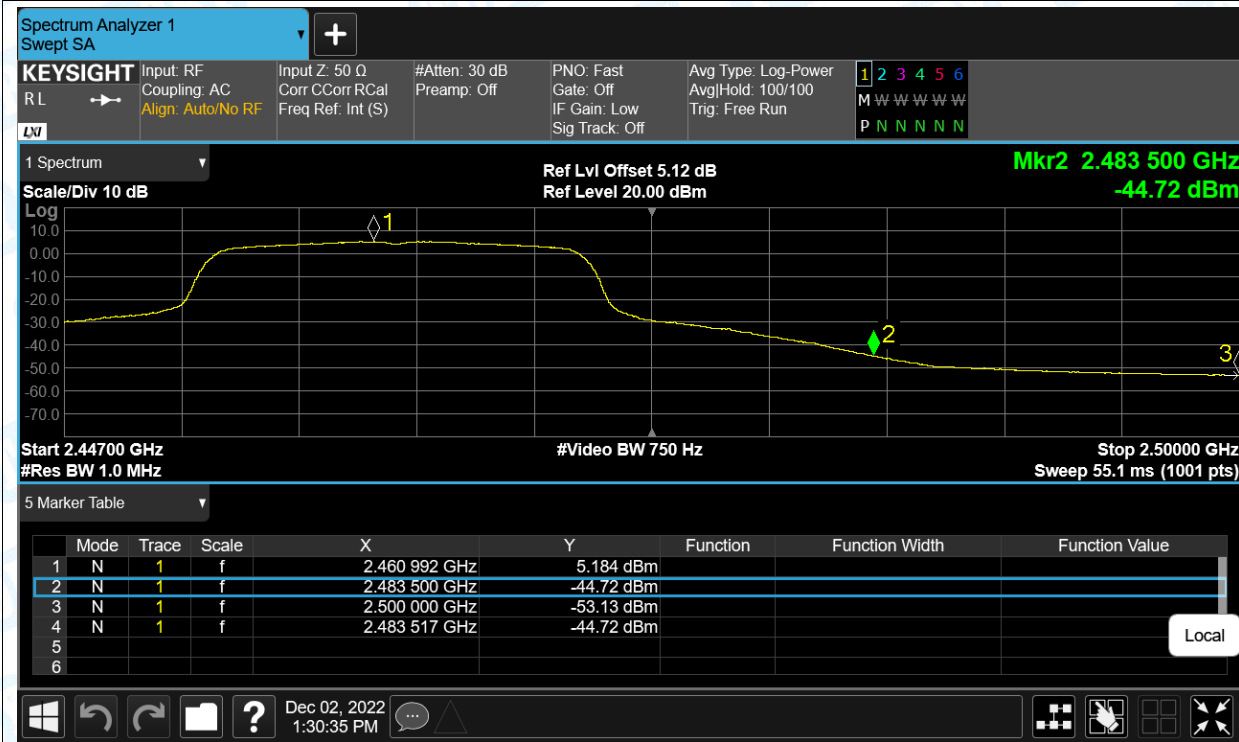 Spectrum Analyzer 1
Swept SA
+
KEYSIGHT
R L
LXI
Input: RF
Coupling: AC
Align: Auto/No RF
Input Z: 50 Ω
Corr CCorr RCal
Freq Ref: Int (S)
#Atten: 30 dB
Preamp: Off
PNO: Fast
Gate: Off
IF Gain: Low
Sig Track: Off
Avg Type: Log-Power
Avg|Hold: 100/100
Trig: Free Run
1 2 3 4 5 6
M W W W W W
P N N N N N
1 Spectrum
Scale/Div 10 dB
Ref Lvl Offset 5.12 dB
Ref Level 20.00 dBm
Mkr2 2.483 500 GHz
-44.72 dBm
Log
10.0
0.00
-10.0
-20.0
-30.0
-40.0
-50.0
-60.0
-70.0
1
2
3
Start 2.44700 GHz
#Res BW 1.0 MHz
#Video BW 750 Hz
Stop 2.50000 GHz
Sweep 55.1 ms (1001 pts)
5 Marker Table
Mode Trace Scale X Y Function Function Width Function Value
1 N 1 f 2.460 992 GHz 5.184 dBm
2 N 1 f 2.483 500 GHz -44.72 dBm
3 N 1 f 2.500 000 GHz -53.13 dBm
4 N 1 f 2.483 517 GHz -44.72 dBm
5
6
Local
?
Dec 02, 2022
1:30:35 PM